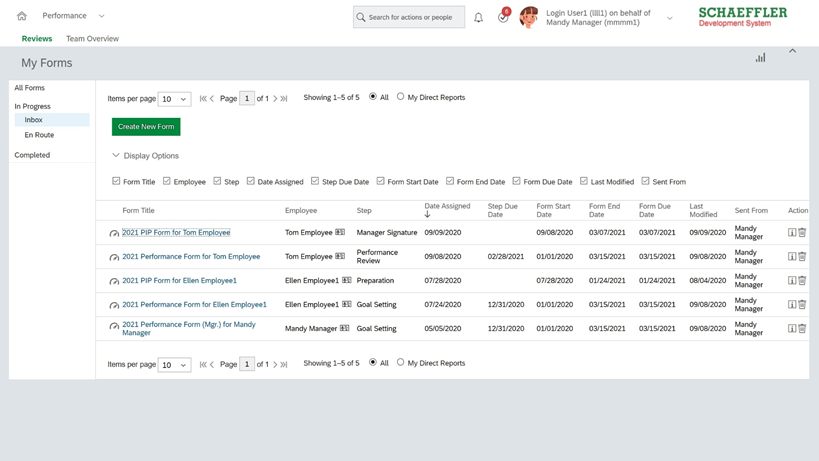 Performance
Search for actions or people
6
Login User1 (lll1) on behalf of
Mandy Manager (mmmm1)
SCHAEFFLER
Development System
Reviews Team Overview
My Forms
All Forms
In Progress
Inbox
En Route
Completed
Items per page 10 Page 1 of 1 Showing 1–5 of 5 All My Direct Reports
Create New Form
Display Options
Form Title Employee Step Date Assigned Step Due Date Form Start Date Form End Date Form Due Date Last Modified Sent From
Form Title Employee Step Date Assigned Step Due Date Form Start Date Form End Date Form Due Date Last Modified Sent From Action
2021 PIP Form for Tom Employee Tom Employee Manager Signature 09/09/2020 09/08/2020 03/07/2021 03/07/2021 09/09/2020 Mandy Manager
2021 Performance Form for Tom Employee Tom Employee Performance Review 09/08/2020 02/28/2021 01/01/2020 03/15/2021 03/15/2021 09/08/2020 Mandy Manager
2021 PIP Form for Ellen Employee1 Ellen Employee1 Preparation 07/28/2020 07/28/2020 01/24/2021 01/24/2021 08/04/2020 Mandy Manager
2021 Performance Form for Ellen Employee1 Ellen Employee1 Goal Setting 07/24/2020 12/31/2020 01/01/2020 03/15/2021 03/15/2021 09/08/2020 Mandy Manager
2021 Performance Form (Mgr.) for Mandy Manager Mandy Manager Goal Setting 05/05/2020 12/31/2020 01/01/2020 03/15/2021 03/15/2021 09/08/2020 Mandy Manager
Items per page 10 Page 1 of 1 Showing 1–5 of 5 All My Direct Reports